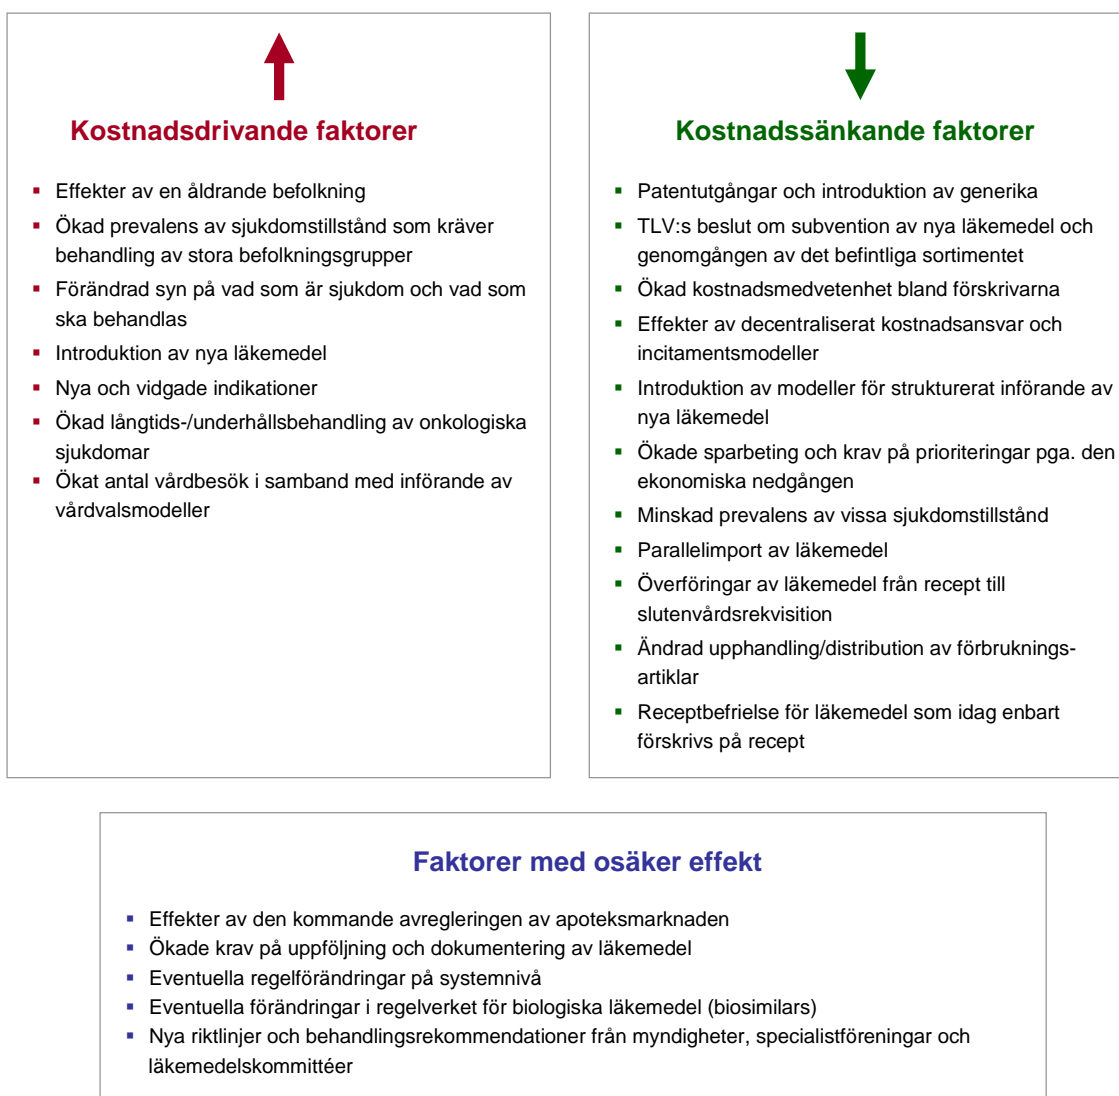 Kostnadsdrivande faktorer
Effekter av en åldrande befolkning
Ökad prevalens av sjukdomstillstånd som kräver
behandling av stora befolkningsgrupper
Förändrad syn på vad som är sjukdom och vad som
ska behandlas
Introduktion av nya läkemedel
Nya och vidgade indikationer
Ökad långtids-/underhållsbehandling av onkologiska
sjukdomar
Ökat antal vårdbesök i samband med införande av
vårdvalsmodeller
Kostnadssänkande faktorer
Patentutgångar och introduktion av generika
TLV:s beslut om subvention av nya läkemedel och
genomgången av det befintliga sortimentet
Ökad kostnadsmedvetenhet bland förskrivarna
Effekter av decentraliserat kostnadsansvar och
incitamentsmodeller
Introduktion av modeller för strukturerat införande av
nya läkemedel
Ökade sparbeting och krav på prioriteringar pga. den
ekonomiska nedgången
Minskad prevalens av vissa sjukdomstillstånd
Parallelimport av läkemedel
Överföringar av läkemedel från recept till
slutenvårdsrekvisition
Ändrad upphandling/distribution av förbruknings-
artiklar
Receptbefrielse för läkemedel som idag enbart
förskrivs på recept
Faktorer med osäker effekt
Effekter av den kommande avregleringen av apoteksmarknaden
Ökade krav på uppföljning och dokumentering av läkemedel
Eventuella regelförändringar på systemnivå
Eventuella förändringar i regelverket för biologiska läkemedel (biosimilars)
Nya riktlinjer och behandlingsrekommendationer från myndigheter, specialistföreningar och
läkemedelskommittéer